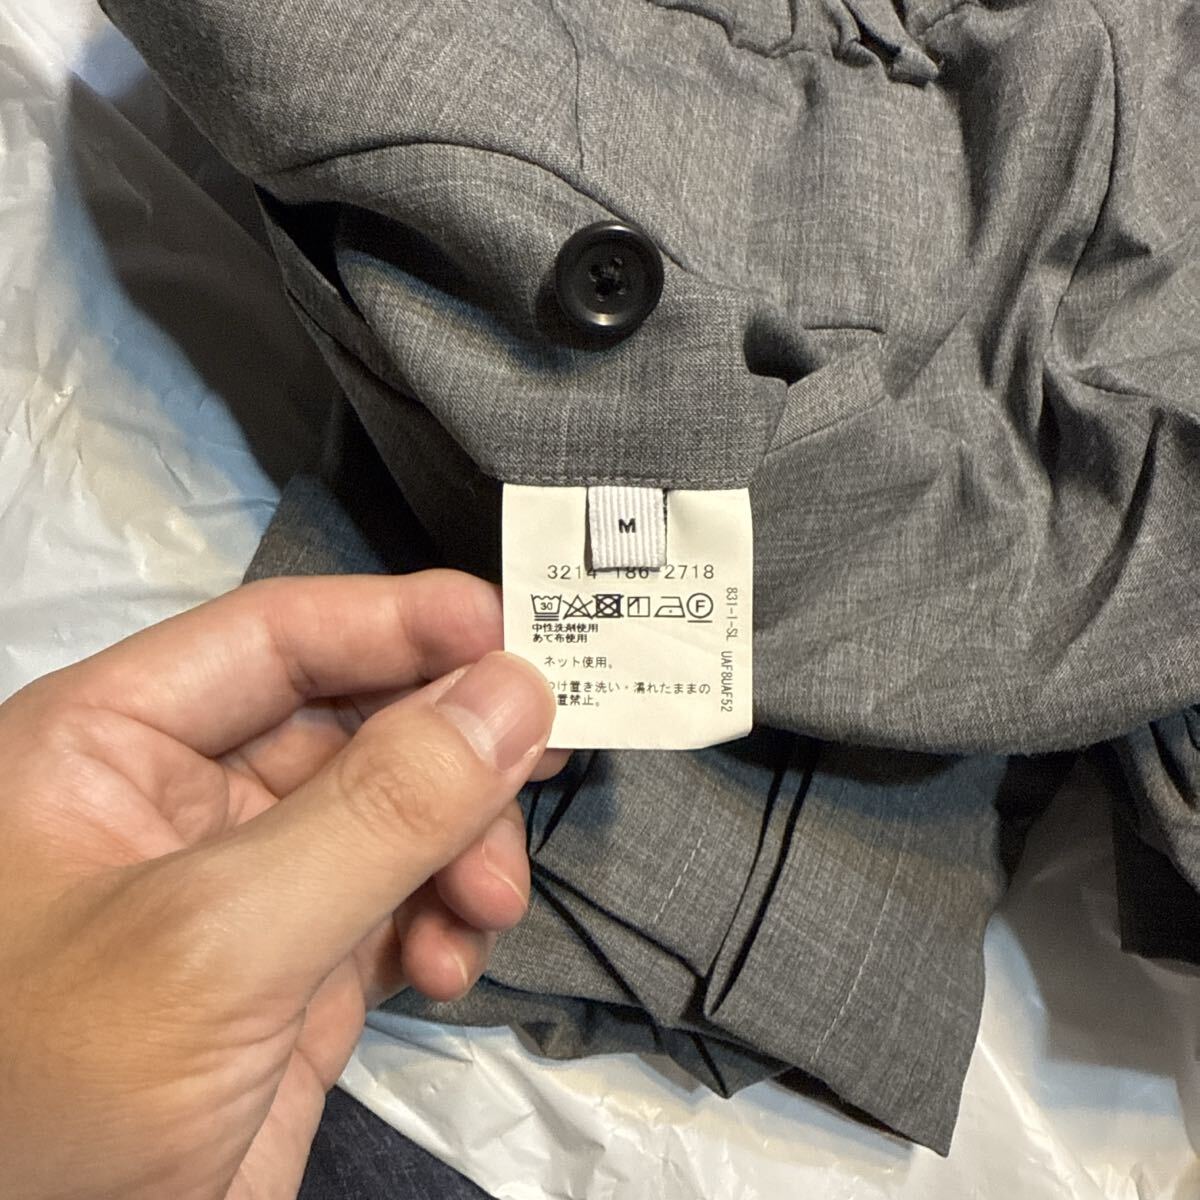 M
3214 186 2718
30 F
中性洗剤使用
あて布使用
ネット使用。
つけ置き洗い・濡れたままの
置禁止。
831-1-SL UAF8UAF52